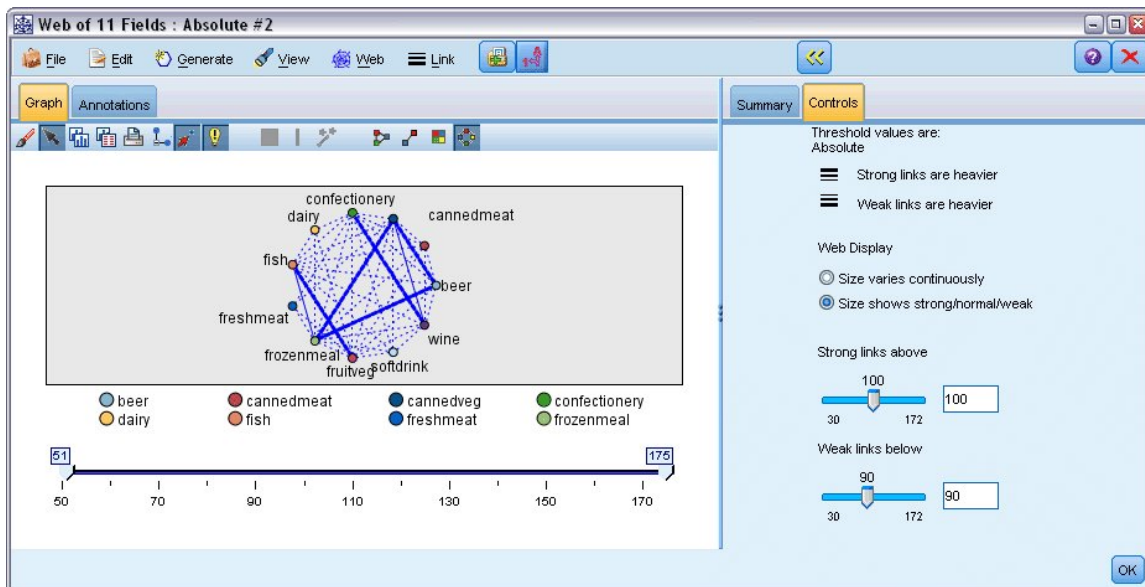 Web of 11 Fields : Absolute #2
File Edit Generate View Web Link
Graph Annotations
Summary Controls
confectionery
dairy
cannedmeat
fish
beer
freshmeat
wine
frozenmeal
softdrink
fruitveg
beer cannedmeat cannedveg confectionery
dairy fish freshmeat frozenmeal
51 175
50 70 90 110 130 150 170
Threshold values are:
Absolute
Strong links are heavier
Weak links are heavier
Web Display
Size varies continuously
Size shows strong/normal/weak
Strong links above
100
100
30 172
Weak links below
90
90
30 172
OK